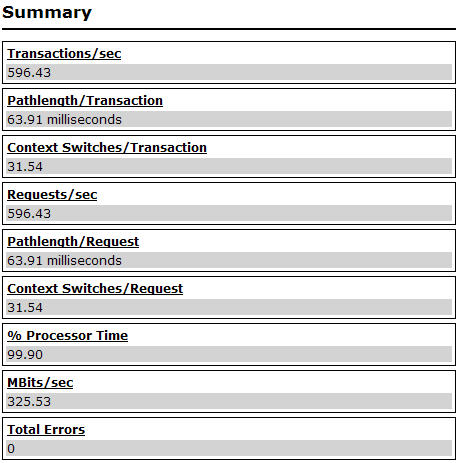 Summary
Transactions/sec
596.43
Pathlength/Transaction
63.91 milliseconds
Context Switches/Transaction
31.54
Requests/sec
596.43
Pathlength/Request
63.91 milliseconds
Context Switches/Request
31.54
% Processor Time
99.90
MBits/sec
325.53
Total Errors
0